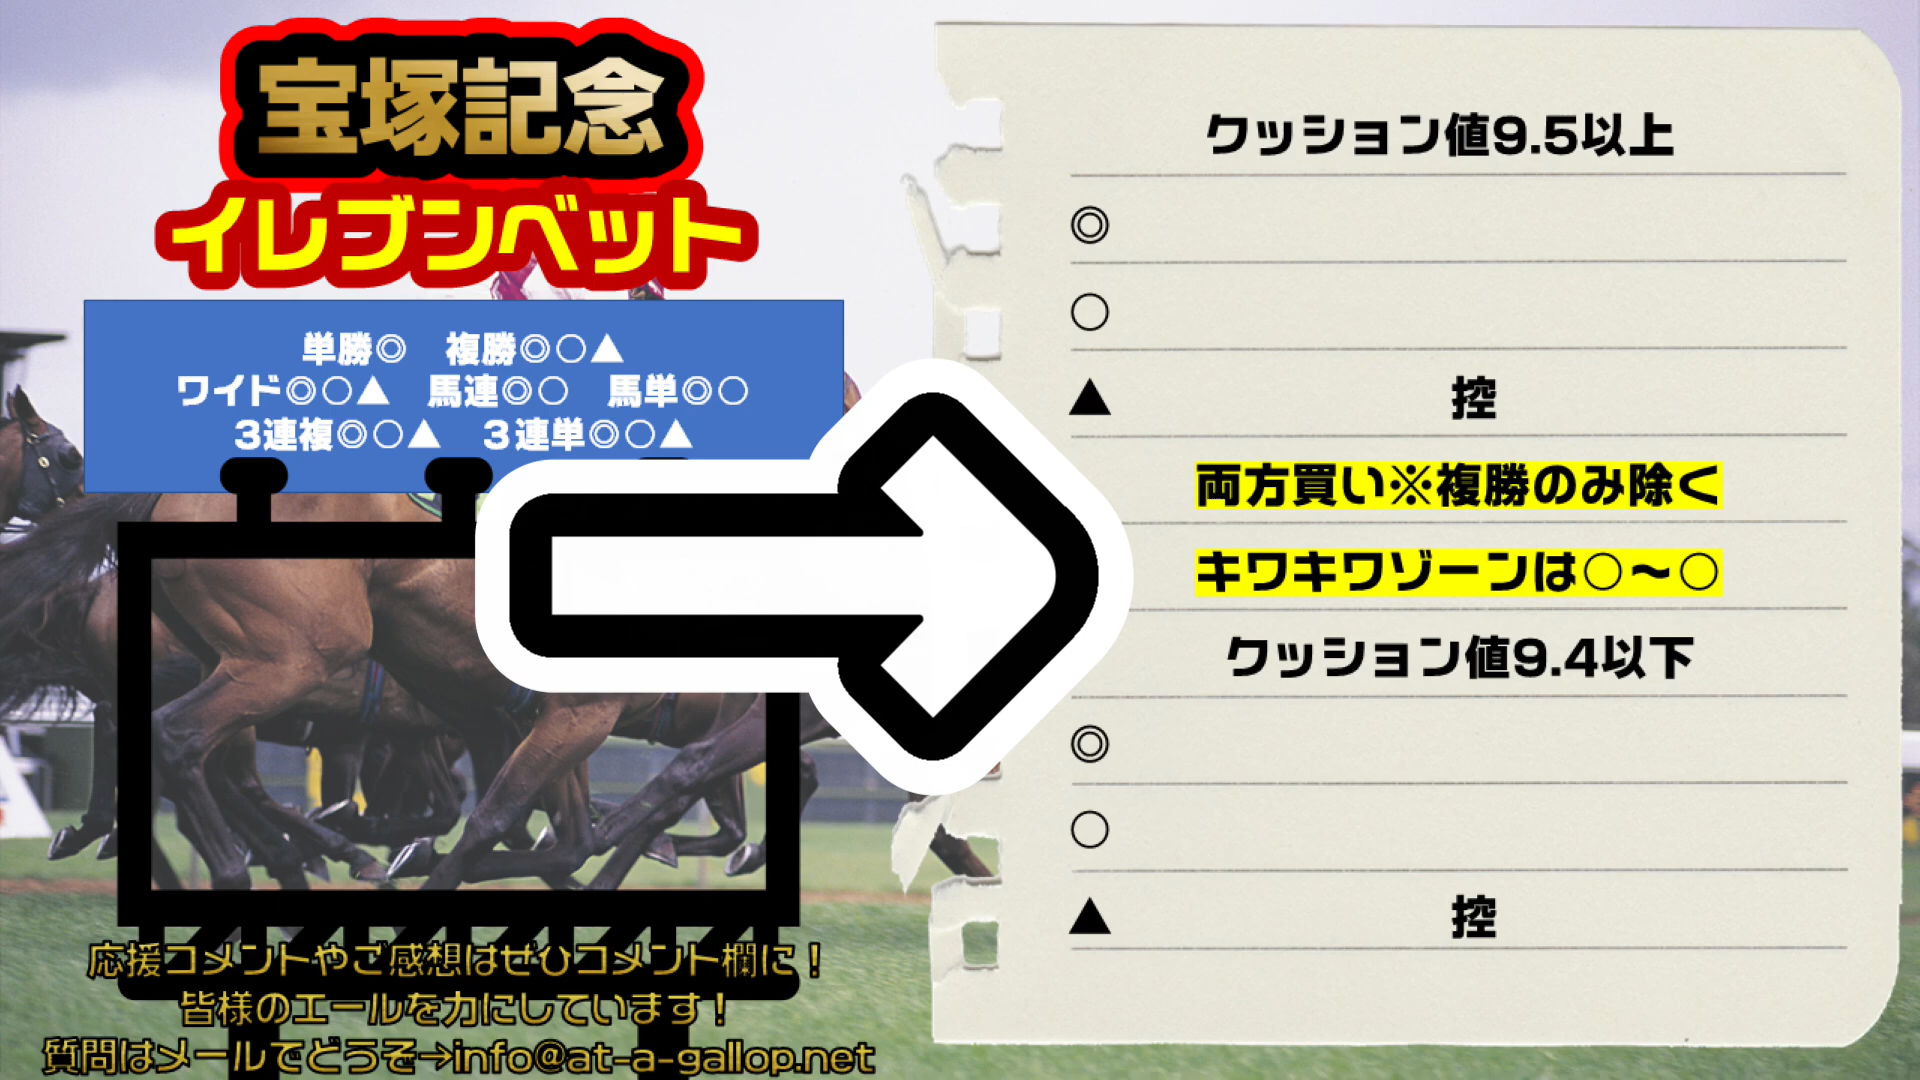 宝塚記念
イレブンベット
単勝◎　複勝◎○▲
ワイド◎○▲　馬連◎○　馬単◎○
3連複◎○▲　3連単◎○▲
応援コメントやご感想はぜひコメント欄に！
皆様のエールを力にしています！
質問はメールでどうぞ→info@at-a-gallop.net
クッション値9.5以上
◎
○
▲　控
両方買い※複勝のみ除く
キワキワゾーンは○～○
クッション値9.4以下
◎
○
▲　控